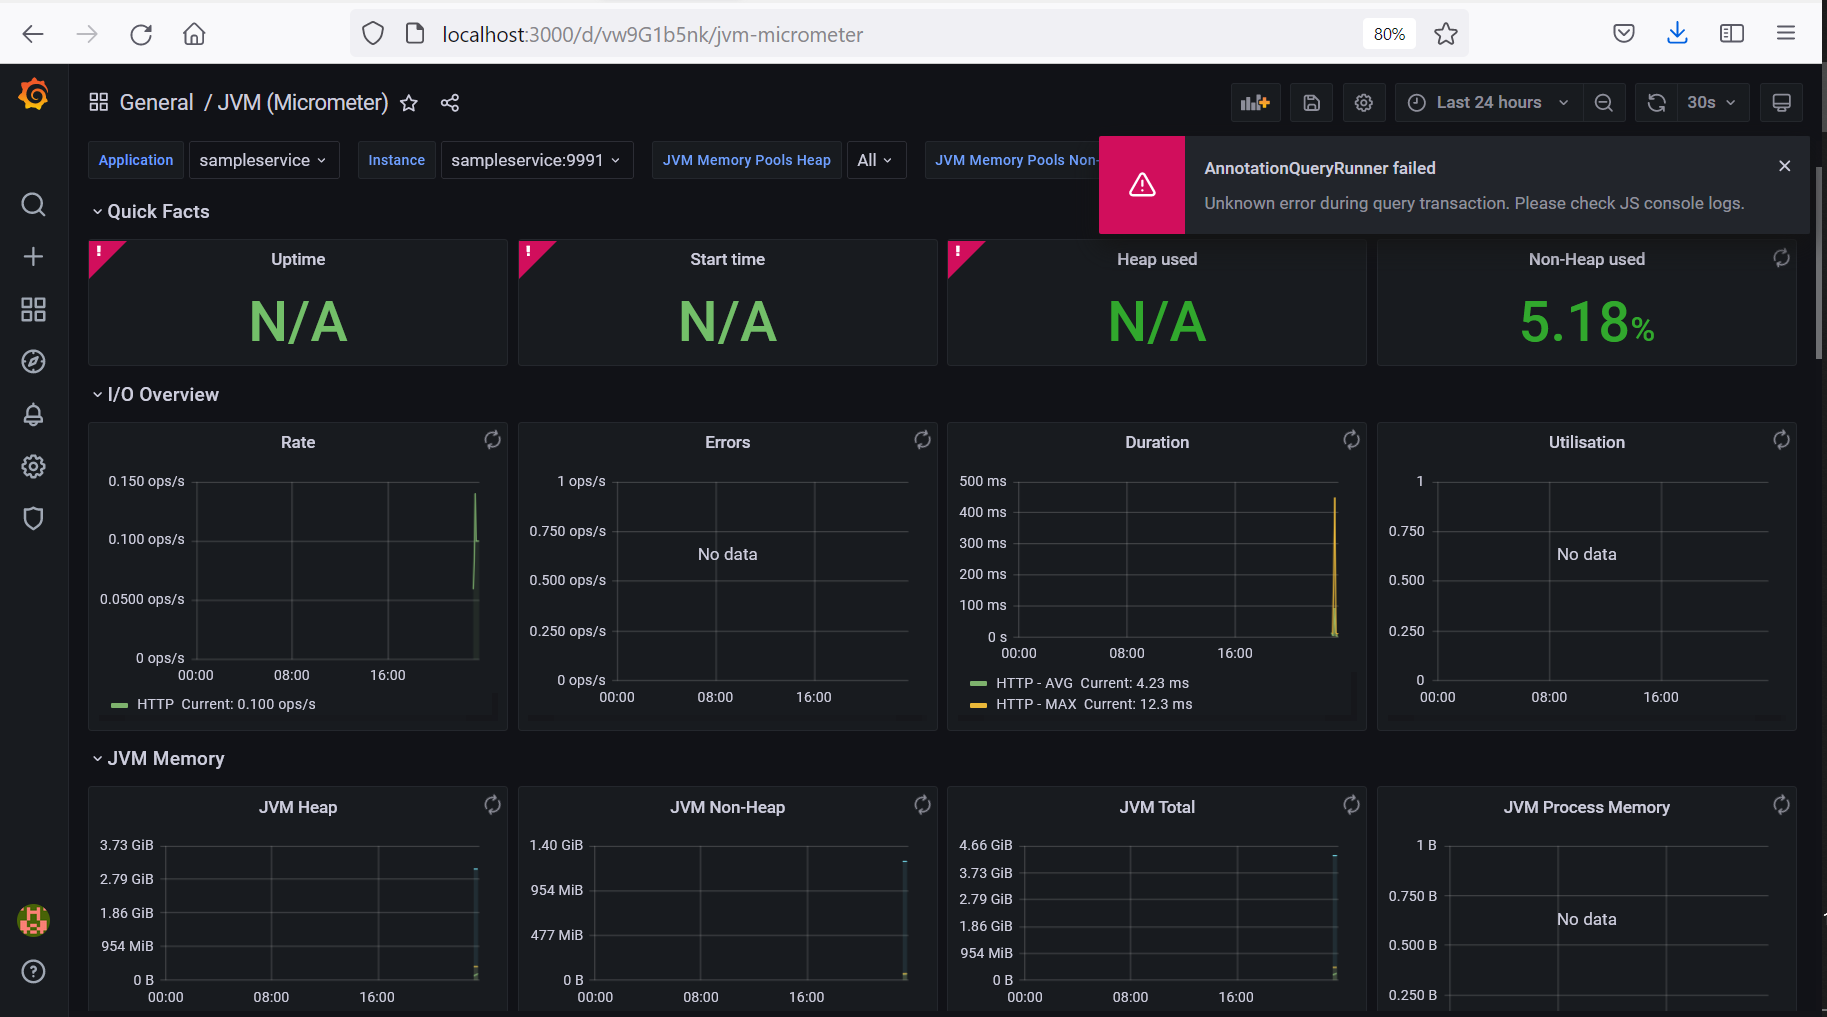 localhost:3000/d/vw9G1b5nk/jvm-micrometer 80%
General / JVM (Micrometer) Last 24 hours 30s
Application sampleservice Instance sampleservice:9991 JVM Memory Pools Heap All JVM Memory Pools Non-
AnnotationQueryRunner failed
Unknown error during query transaction. Please check JS console logs.
Quick Facts
! Uptime
N/A
! Start time
N/A
! Heap used
N/A
Non-Heap used
5.18%
I/O Overview
Rate
0.150 ops/s
0.100 ops/s
0.0500 ops/s
0 ops/s
00:00 08:00 16:00
HTTP Current: 0.100 ops/s
Errors
1 ops/s
0.750 ops/s
No data
0.500 ops/s
0.250 ops/s
0 ops/s
00:00 08:00 16:00
Duration
500 ms
400 ms
300 ms
200 ms
100 ms
0 s
00:00 08:00 16:00
HTTP - AVG Current: 4.23 ms
HTTP - MAX Current: 12.3 ms
Utilisation
1
0.750
No data
0.500
0.250
0
00:00 08:00 16:00
JVM Memory
JVM Heap
3.73 GiB
2.79 GiB
1.86 GiB
954 MiB
0 B
00:00 08:00 16:00
JVM Non-Heap
1.40 GiB
954 MiB
477 MiB
0 B
00:00 08:00 16:00
JVM Total
4.66 GiB
3.73 GiB
2.79 GiB
1.86 GiB
954 MiB
0 B
00:00 08:00 16:00
JVM Process Memory
1 B
0.750 B
No data
0.500 B
0.250 B